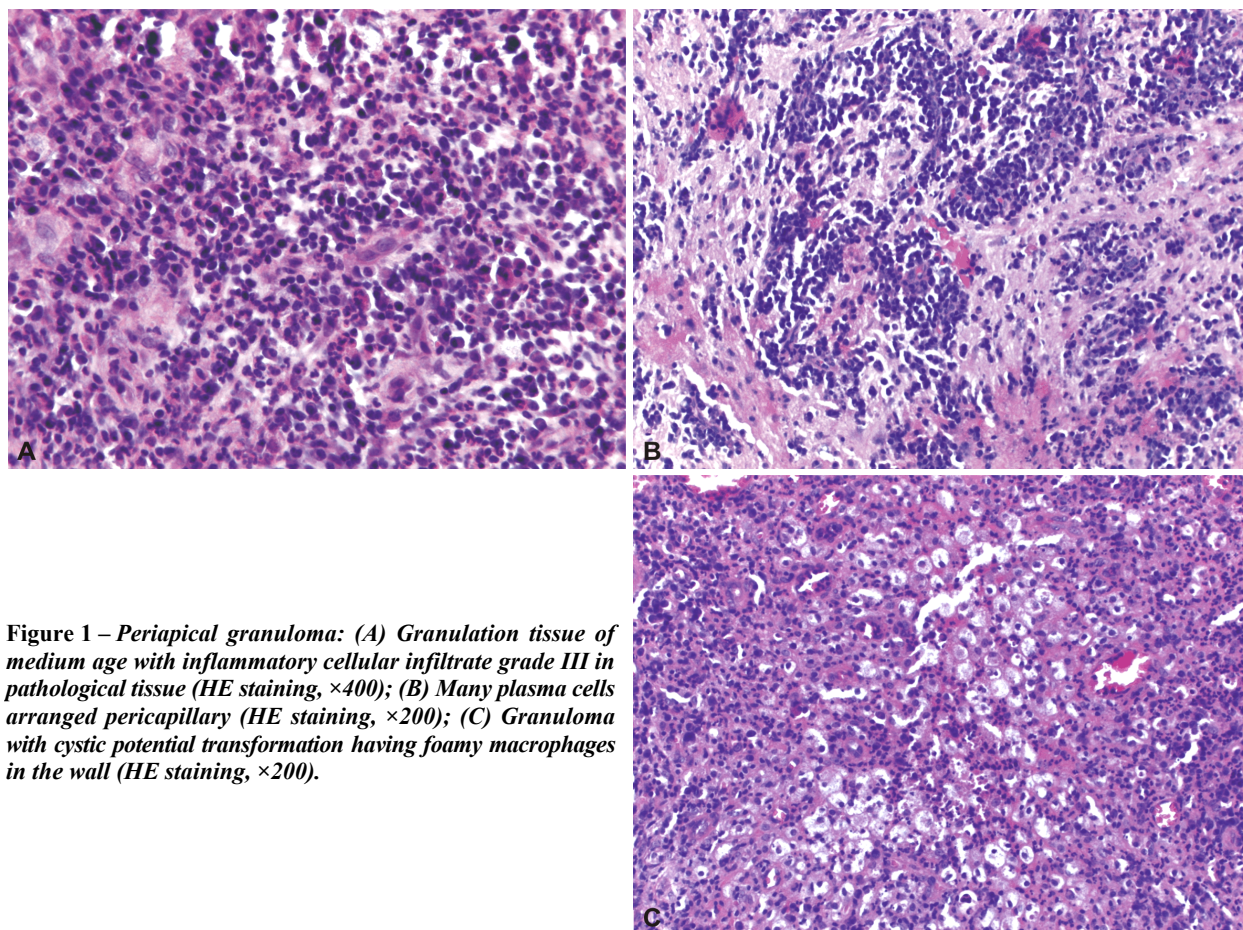 A
B
Figure 1 – Periapical granuloma: (A) Granulation tissue of
medium age with inflammatory cellular infiltrate grade III in
pathological tissue (HE staining, ×400); (B) Many plasma cells
arranged pericapillary (HE staining, ×200); (C) Granuloma
with cystic potential transformation having foamy macrophages
in the wall (HE staining, ×200).
C